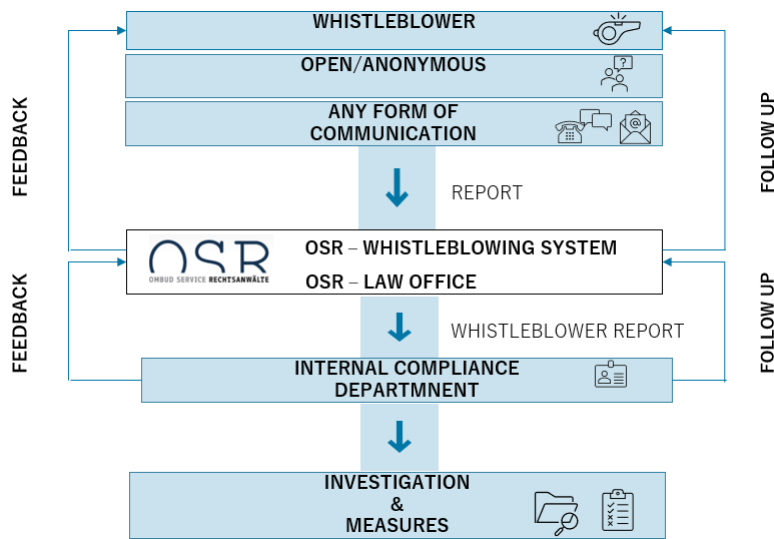 WHISTLEBLOWER
OPEN/ANONYMOUS
ANY FORM OF
COMMUNICATION
FEEDBACK
FOLLOW UP
REPORT
OSR
OMBUD SERVICE RECHTSANWÄLTE
OSR – WHISTLEBLOWING SYSTEM
OSR – LAW OFFICE
FEEDBACK
FOLLOW UP
WHISTLEBLOWER REPORT
INTERNAL COMPLIANCE
DEPARTMNENT
INVESTIGATION
&
MEASURES